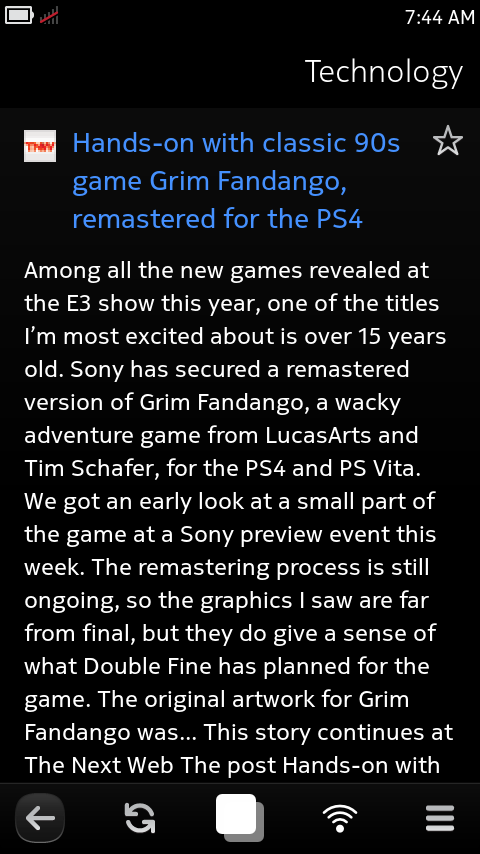 7:44 AM
Technology
TNW
Hands-on with classic 90s
game Grim Fandango,
remastered for the PS4
Among all the new games revealed at
the E3 show this year, one of the titles
I’m most excited about is over 15 years
old. Sony has secured a remastered
version of Grim Fandango, a wacky
adventure game from LucasArts and
Tim Schafer, for the PS4 and PS Vita.
We got an early look at a small part of
the game at a Sony preview event this
week. The remastering process is still
ongoing, so the graphics I saw are far
from final, but they do give a sense of
what Double Fine has planned for the
game. The original artwork for Grim
Fandango was... This story continues at
The Next Web The post Hands-on with